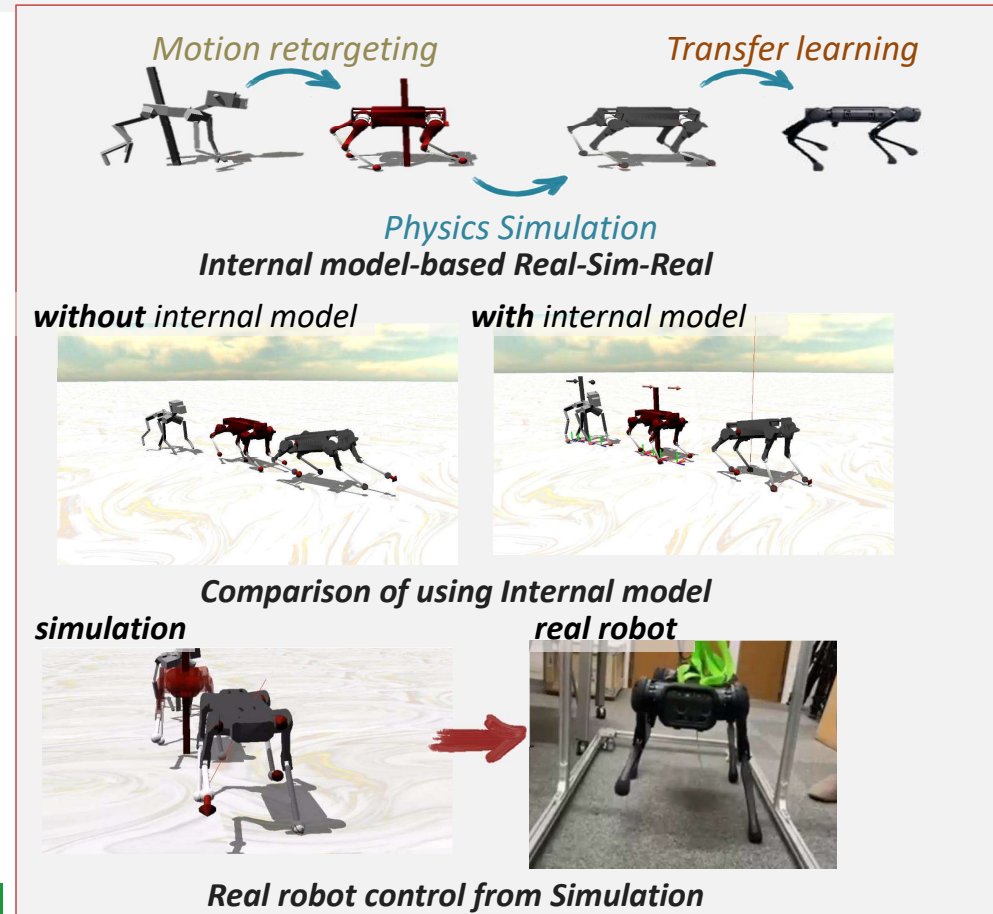 Motion retargeting
Transfer learning
Physics Simulation
Internal model-based Real-Sim-Real
without internal model
with internal model
Comparison of using Internal model
simulation
real robot
Real robot control from Simulation